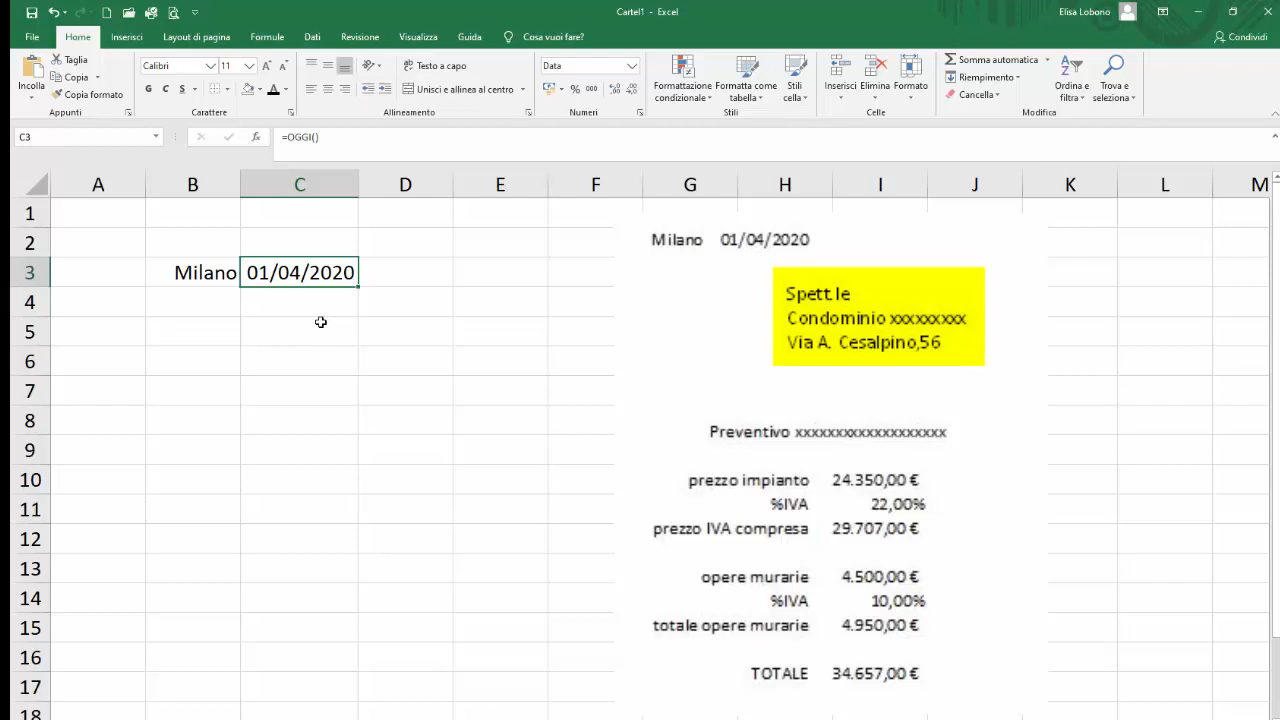 Cartel1 - Excel
Elisa Lobono
File Home Inserisci Layout di pagina Formule Dati Revisione Visualizza Guida Cosa vuoi fare? Condividi
Incolla
Taglia
Copia
Copia formato
Appunti
Calibri 11
G C S A
Carattere
Testo a capo
Unisci e allinea al centro
Allineamento
Data
% 000
Numeri
Formattazione condizionale
Formatta come tabella
Stili cella
Stili
Inserisci Elimina Formato
Celle
Somma automatica
Riempimento
Cancella
Ordina e filtra
Trova e seleziona
Modifica
C3 fx =OGGI()
A B C D E F G H I J K L M
1
2
3 Milano 01/04/2020
4
5
6
7
8
9
10
11
12
13
14
15
16
17
18
Milano 01/04/2020
Spett.le
Condominio xxxxxxxxx
Via A. Cesalpino,56
Preventivo xxxxxxxxxxxxxxxxxxx
prezzo impianto 24.350,00 €
%IVA 22,00%
prezzo IVA compresa 29.707,00 €
opere murarie 4.500,00 €
%IVA 10,00%
totale opere murarie 4.950,00 €
TOTALE 34.657,00 €